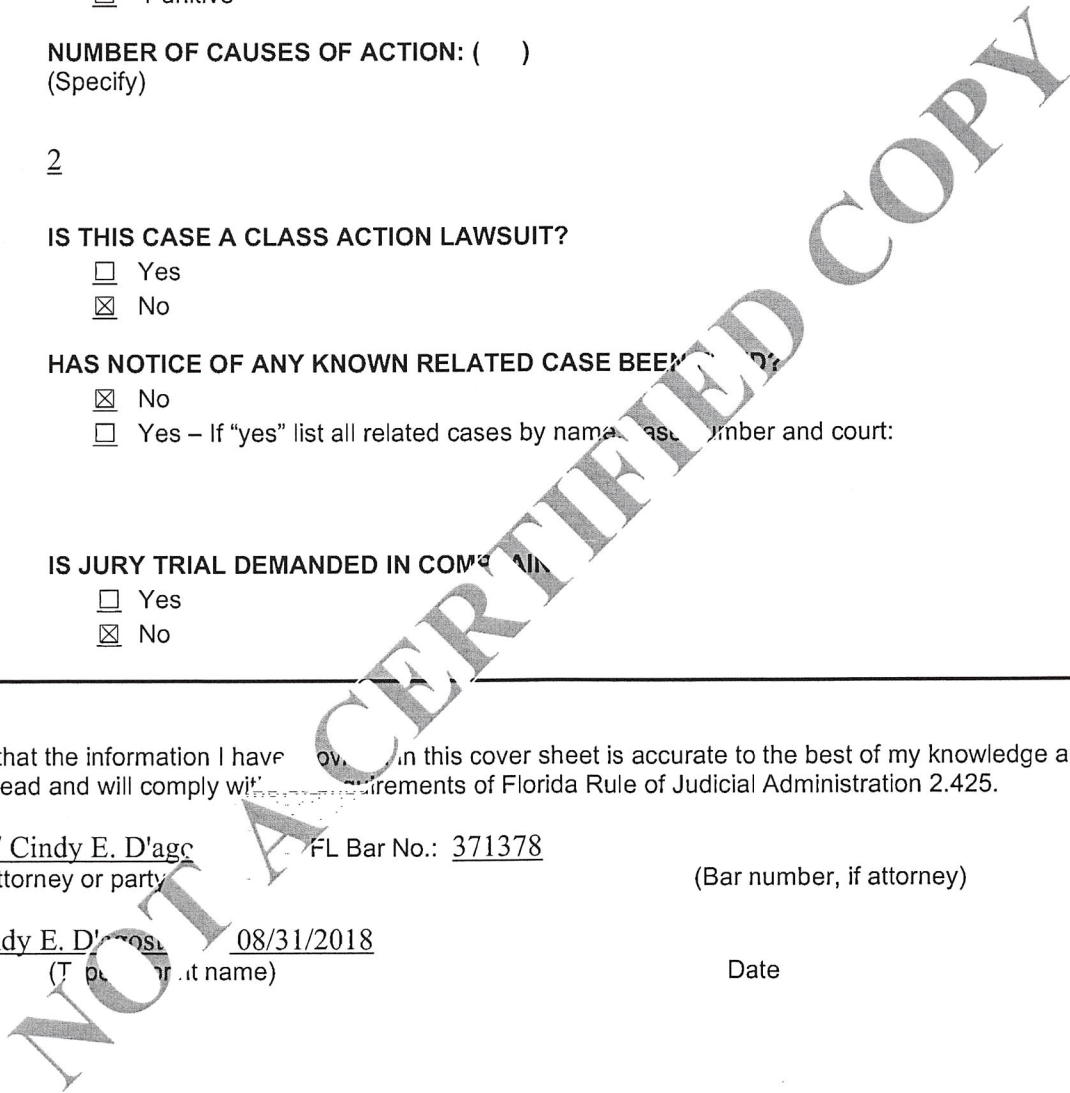 NUMBER OF CAUSES OF ACTION: ( )
(Specify)
2
IS THIS CASE A CLASS ACTION LAWSUIT?
☐ Yes
☒ No
HAS NOTICE OF ANY KNOWN RELATED CASE BEEN
☒ No
☐ Yes – If “yes” list all related cases by name, case number and court:
IS JURY TRIAL DEMANDED IN COMPLAINT
☐ Yes
☒ No
that the information I have in this cover sheet is accurate to the best of my knowledge a
ead and will comply with requirements of Florida Rule of Judicial Administration 2.425.
Cindy E. D'ago FL Bar No.: 371378
ttorney or party (Bar number, if attorney)
dy E. 08/31/2018
name) Date
NOT A CERTIFIED COPY